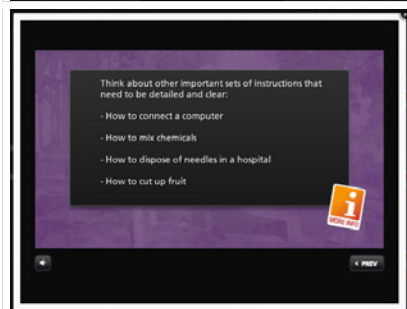 Think about other important sets of instructions that
need to be detailed and clear:
- How to connect a computer
- How to mix chemicals
- How to dispose of needles in a hospital
- How to cut up fruit
i
MORE INFO
PREV